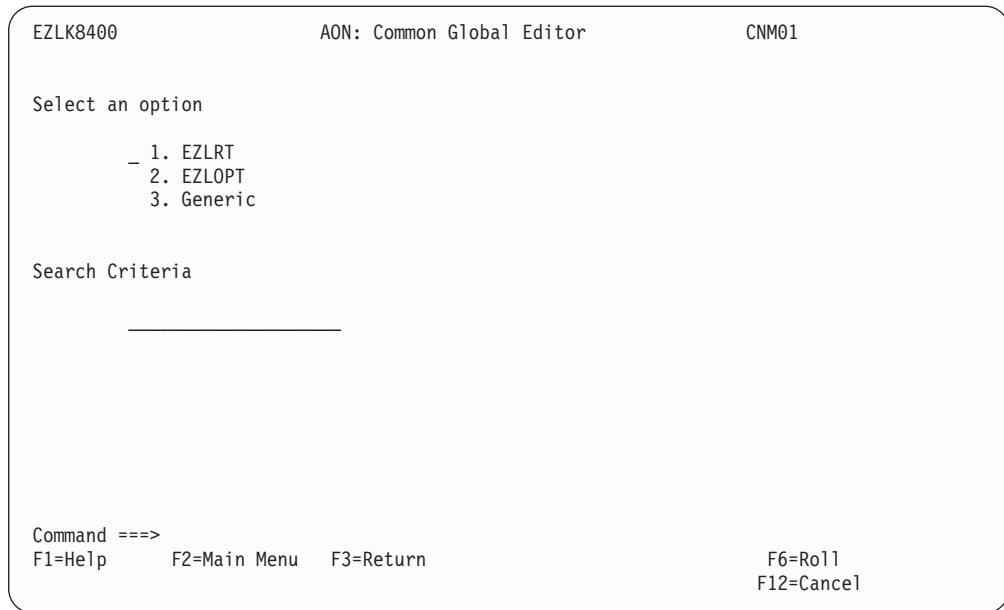 EZLK8400 AON: Common Global Editor CNM01
Select an option
_ 1. EZLRT
2. EZLOPT
3. Generic
Search Criteria
____________________
Command ===>
F1=Help F2=Main Menu F3=Return F6=Roll
F12=Cancel